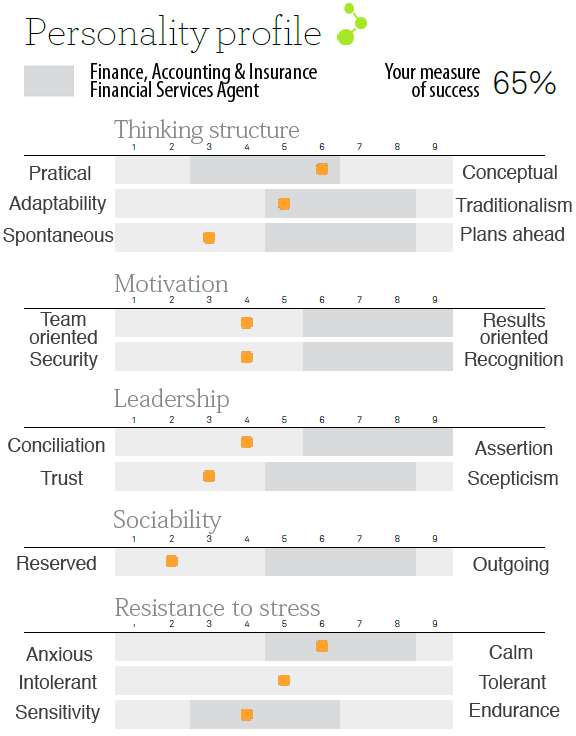 Personality profile
Finance, Accounting & Insurance
Financial Services Agent
Your measure
of success
65%
Thinking structure
1 2 3 4 5 6 7 8 9
Pratical Conceptual
Adaptability Traditionalism
Spontaneous Plans ahead
Motivation
1 2 3 4 5 6 7 8 9
Team
oriented
Results
oriented
Security Recognition
Leadership
1 2 3 4 5 6 7 8 9
Conciliation Assertion
Trust Scepticism
Sociability
1 2 3 4 5 6 7 8 9
Reserved Outgoing
Resistance to stress
2 3 4 5 6 7 8 9
Anxious Calm
Intolerant Tolerant
Sensitivity Endurance